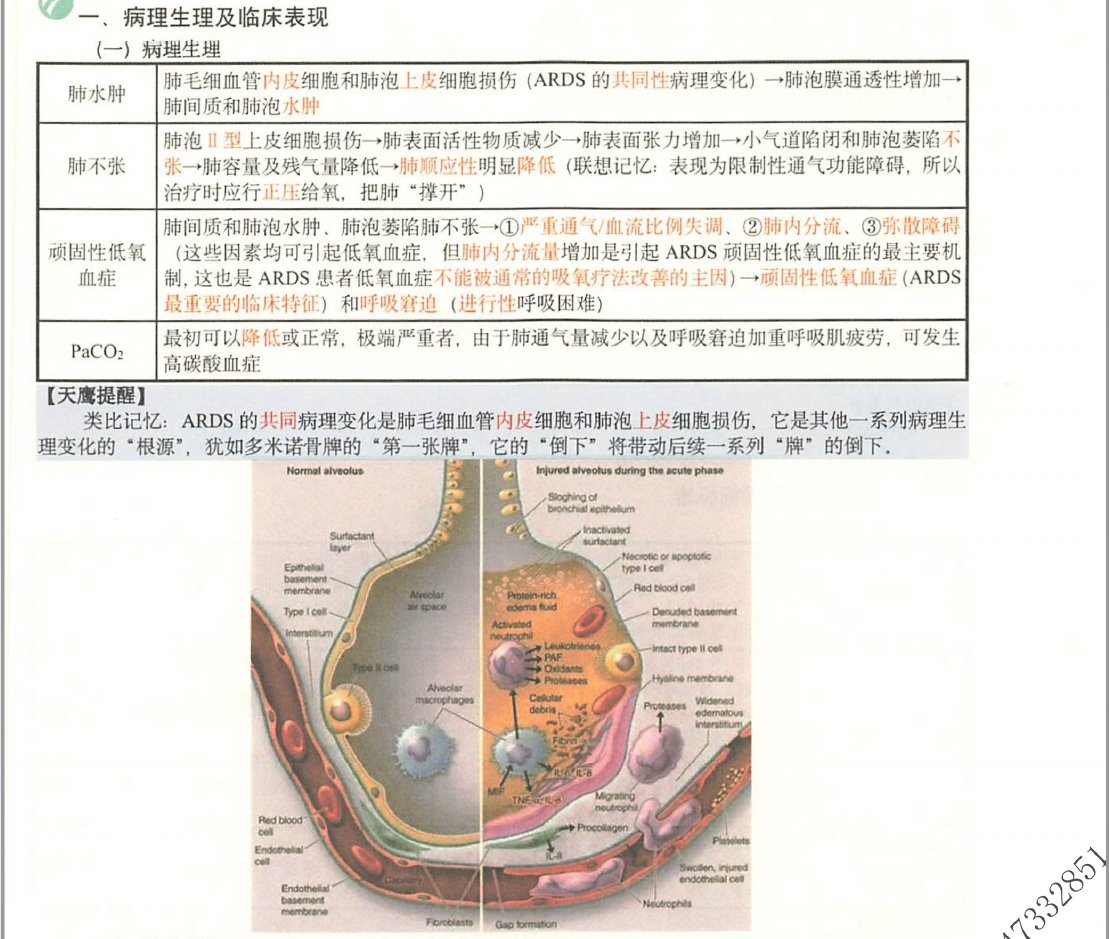 一、病理生理及临床表现
（一）病理生理
肺水肿
肺毛细血管内皮细胞和肺泡上皮细胞损伤（ARDS 的共同性病理变化）→肺泡膜通透性增加→
肺间质和肺泡水肿
肺不张
肺泡Ⅱ型上皮细胞损伤→肺表面活性物质减少→肺表面张力增加→小气道陷闭和肺泡萎陷不
张→肺容量及残气量降低→肺顺应性明显降低（联想记忆：表现为限制性通气功能障碍，所以
治疗时应行正压给氧，把肺“撑开”）
顽固性低氧
血症
肺间质和肺泡水肿、肺泡萎陷肺不张→①严重通气/血流比例失调、②肺内分流、③弥散障碍
（这些因素均可引起低氧血症，但肺内分流量增加是引起 ARDS 顽固性低氧血症的最主要机
制，这也是 ARDS 患者低氧血症不能被通常的吸氧疗法改善的主因）→顽固性低氧血症（ARDS
最重要的临床特征）和呼吸窘迫（进行性呼吸困难）
PaCO₂
最初可以降低或正常，极端严重者，由于肺通气量减少以及呼吸窘迫加重呼吸肌疲劳，可发生
高碳酸血症
【天鹰提醒】
类比记忆：ARDS 的共同病理变化是肺毛细血管内皮细胞和肺泡上皮细胞损伤，它是其他一系列病理生
理变化的“根源”，犹如多米诺骨牌的“第一张牌”，它的“倒下”将带动后续一系列“牌”的倒下。
Normal alveolus
Injured alveolus during the acute phase
Sloghing of
bronchial epithelium
Surfactant
layer
Inactivated
surfactant
Necrotic or apoptotic
type I cell
Epithelial
basement
membrane
Alveolar
air space
Protein-rich
edema fluid
Red blood cell
Type I cell
Denuded basement
membrane
Interstitium
Activated
neutrophil
Leukotrienes
PAF
Oxidants
Proteases
Intact type II cell
Type II cell
Hyaline membrane
Alveolar
macrophages
Cellular
debris
Proteases
Widened
edematous
interstitium
Fibrin
IL-6, IL-8
MIF
TNF-α, IL-8
Migrating
neutrophil
Red blood
cell
Procollagen
Platelets
Endothelial
cell
IL-8
Swollen, injured
endothelial cell
Capillary
Endothelial
basement
membrane
Neutrophils
Fibroblasts
Gap formation
47332851